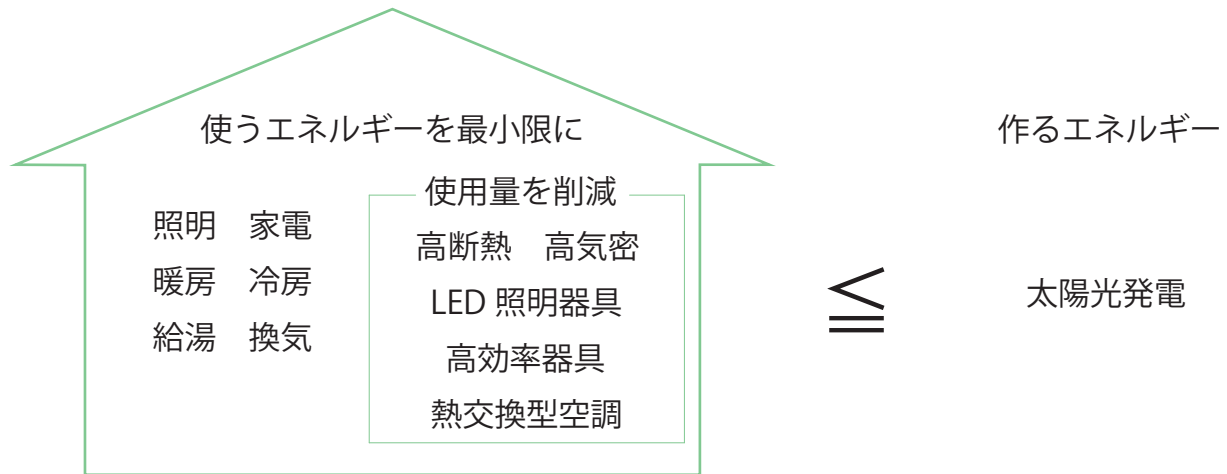 使うエネルギーを最小限に
作るエネルギー
使用量を削減
照明　家電
暖房　冷房
給湯　換気
高断熱　高気密
LED 照明器具
高効率器具
熱交換型空調
≦
太陽光発電